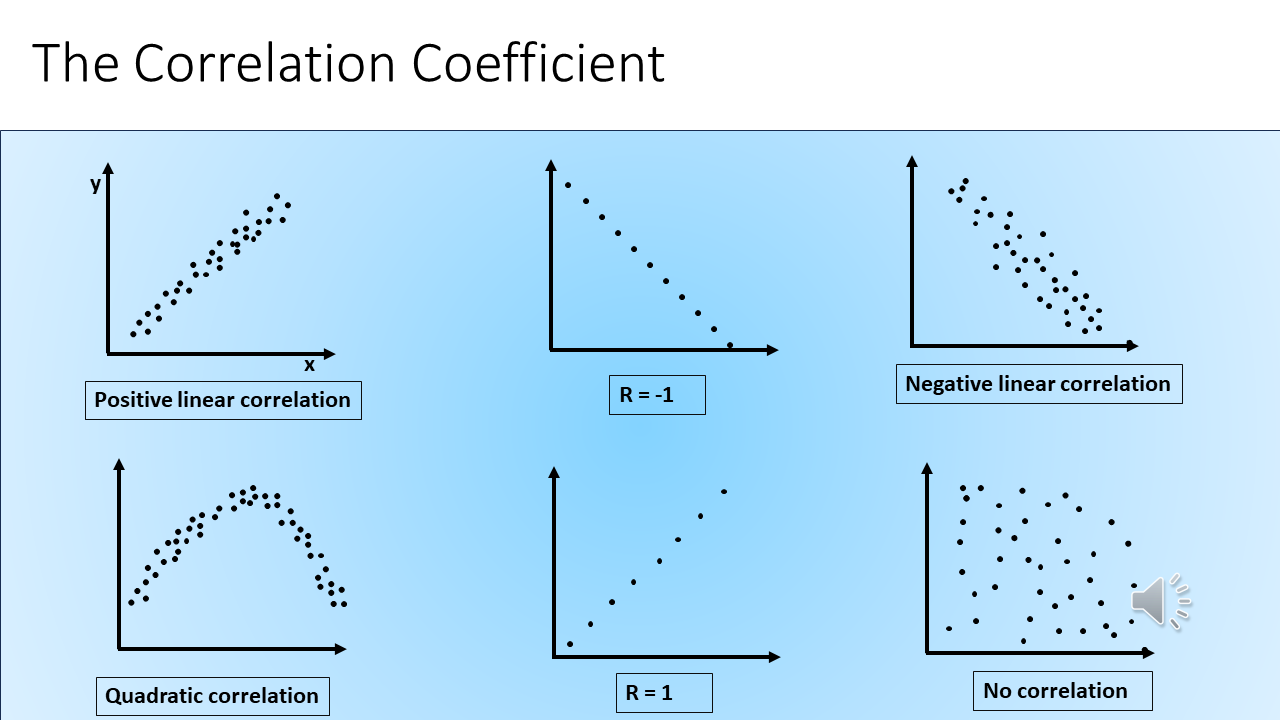 The Correlation Coefficient
y
x
Positive linear correlation
R = -1
Negative linear correlation
Quadratic correlation
R = 1
No correlation